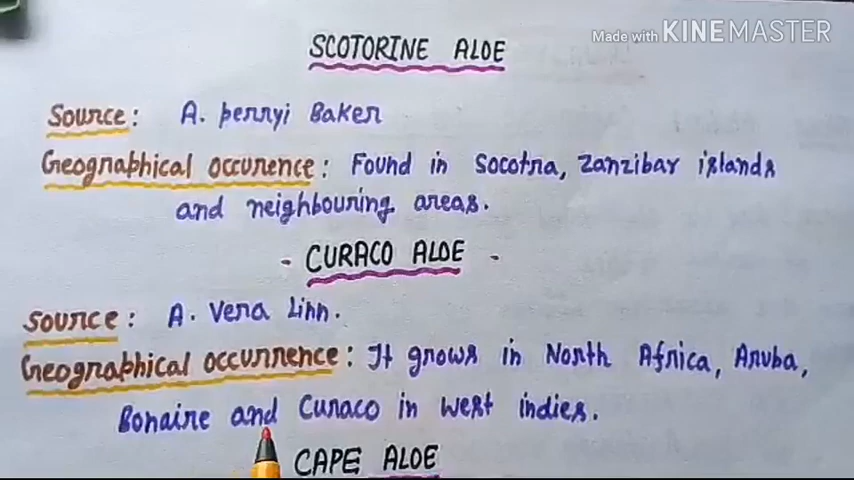 Made with KINEMASTER
SCOTORINE ALOE
Source: A. perryi Baker
Geographical occurence: Found in Socotra, Zanzibar islands
and neighbouring areas.
- CURACO ALOE -
Source: A. Vera Linn.
Geographical occurrence: It grows in North Africa, Aruba,
Bonaire and Curaco in west indies.
CAPE ALOE